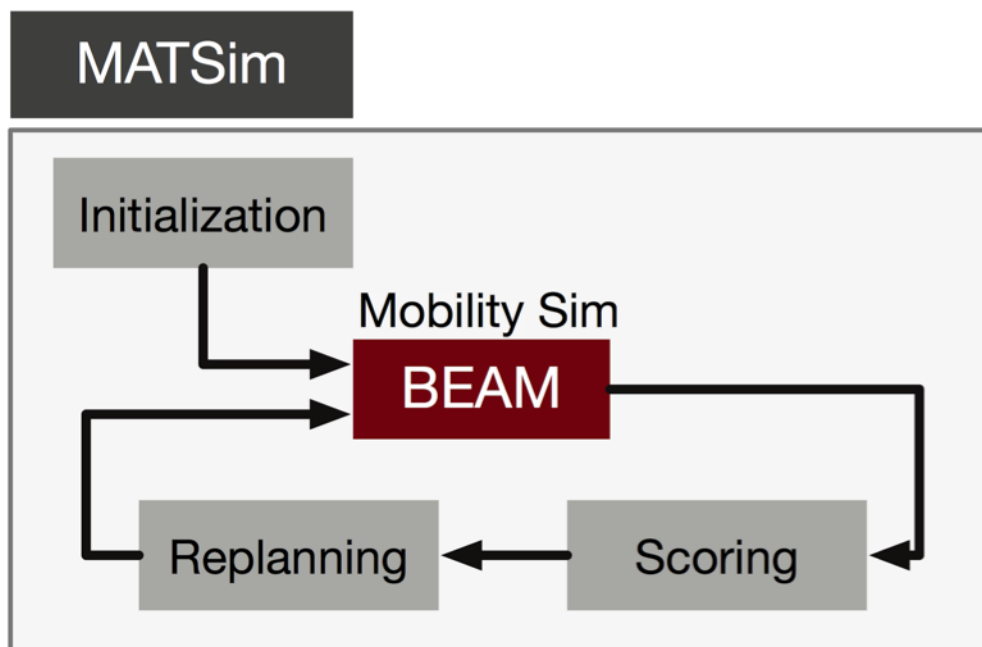 MATSim
Initialization
Mobility Sim
BEAM
Replanning
Scoring